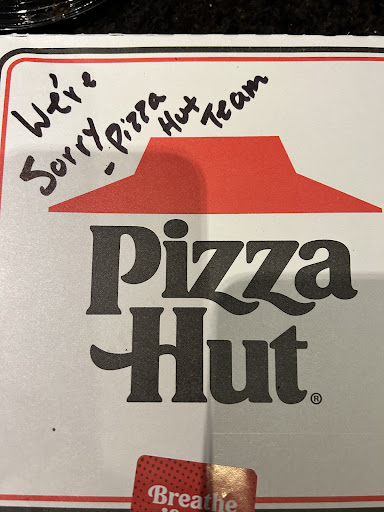 We're
Sorry
- Pizza Hut Team
Pizza
Hut®
Breathe